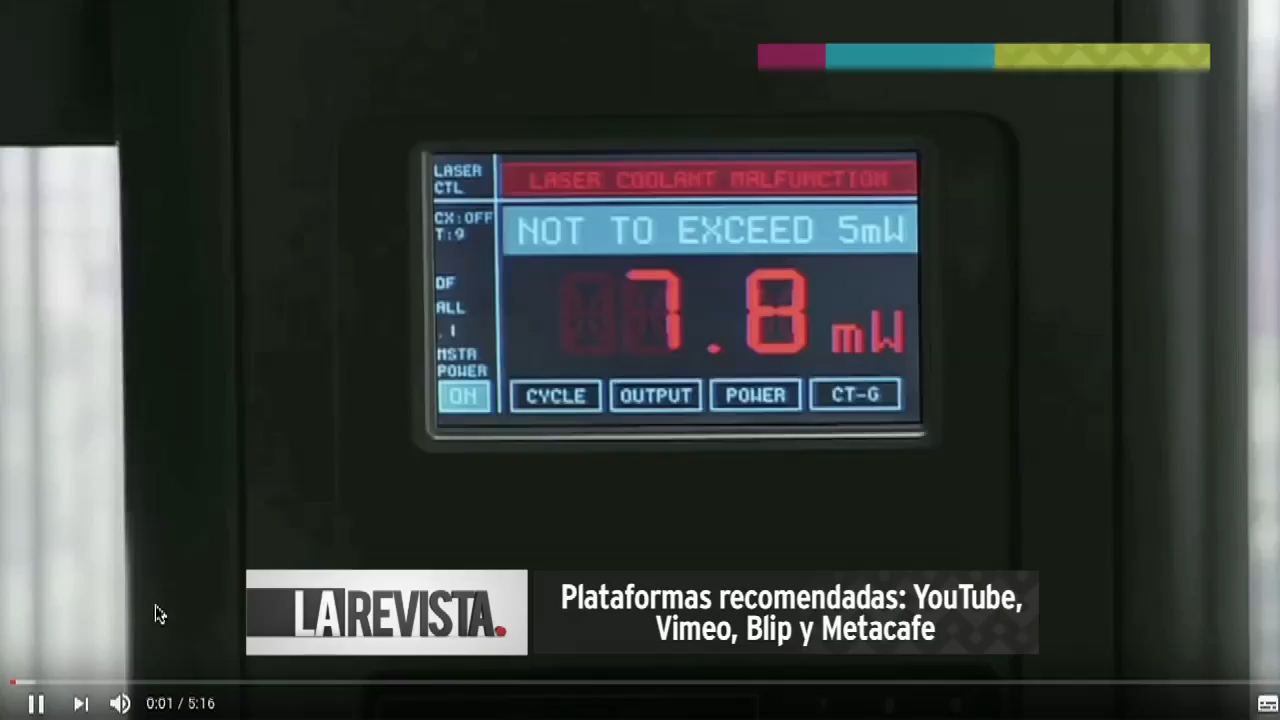 LASER
CTL
LASER COOLANT MALFUNCTION
CX:OFF
T:9
NOT TO EXCEED 5mW
DF
ALL
.1
7.8 mW
MSTR
POWER
ON
CYCLE
OUTPUT
POWER
CT-G
LAREVISTA.
Plataformas recomendadas: YouTube,
Vimeo, Blip y Metacafe
0:01 / 5:16